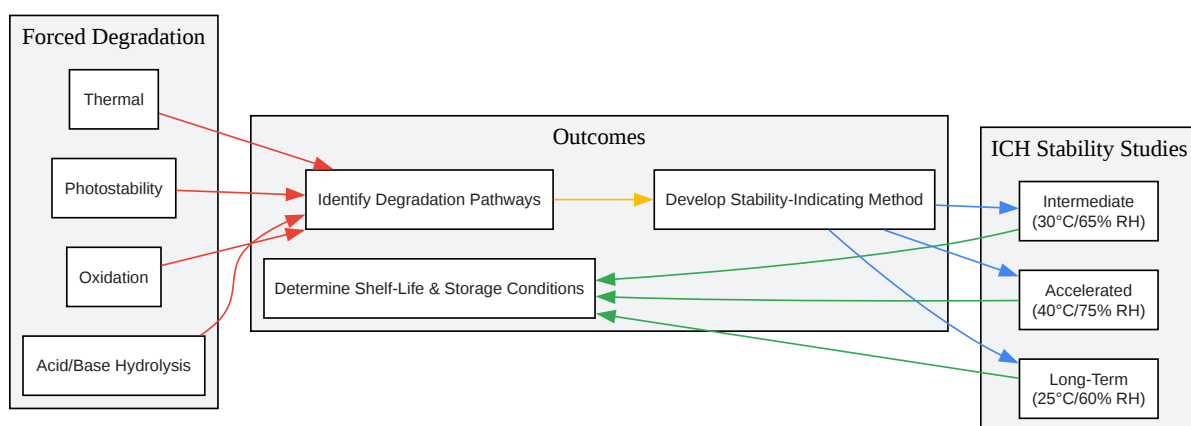 Forced Degradation
Thermal
Photostability
Oxidation
Acid/Base Hydrolysis
Outcomes
Identify Degradation Pathways
Develop Stability-Indicating Method
Determine Shelf-Life & Storage Conditions
ICH Stability Studies
Intermediate
(30°C/65% RH)
Accelerated
(40°C/75% RH)
Long-Term
(25°C/60% RH)